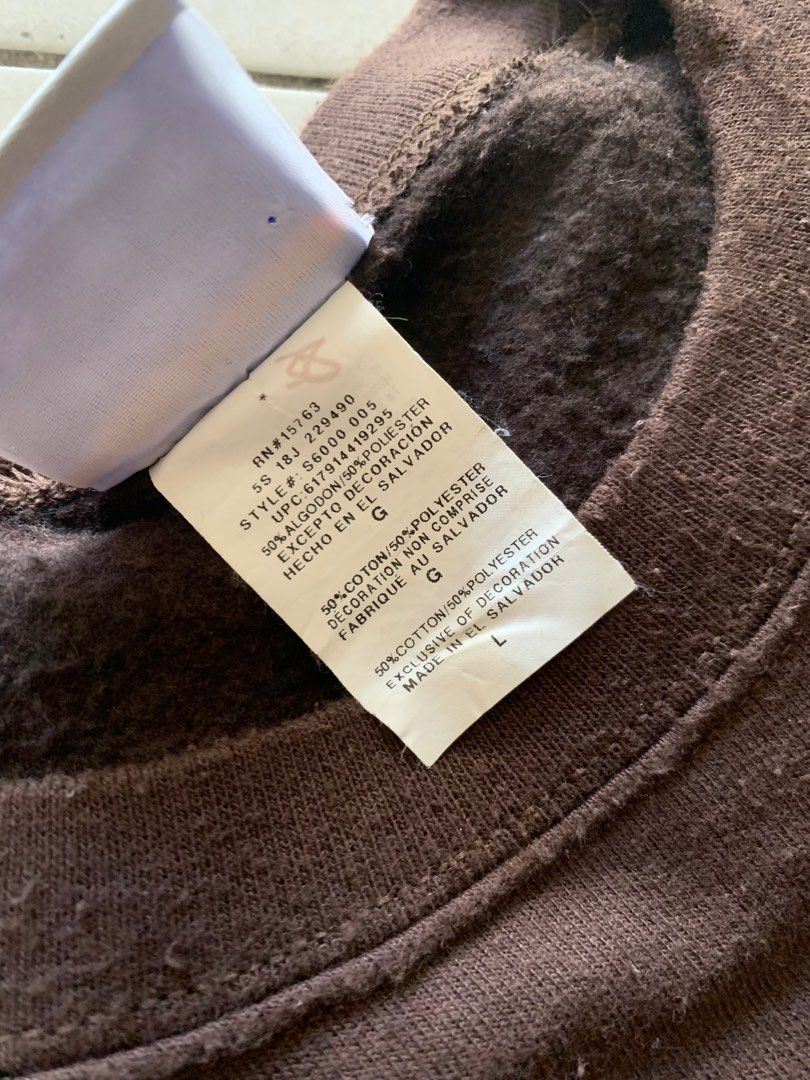 RN#15763
5S 18J 229490
STYLE#: S6000 005
UPC:617914419295
50%ALGODON/50%POLIESTER
EXCEPTO DECORACIÓN
HECHO EN EL SALVADOR
G
50%COTON/50%POLYESTER
DECORATION NON COMPRISE
FABRIQUE AU SALVADOR
G
50%COTTON/50%POLYESTER
EXCLUSIVE OF DECORATION
MADE IN EL SALVADOR
L